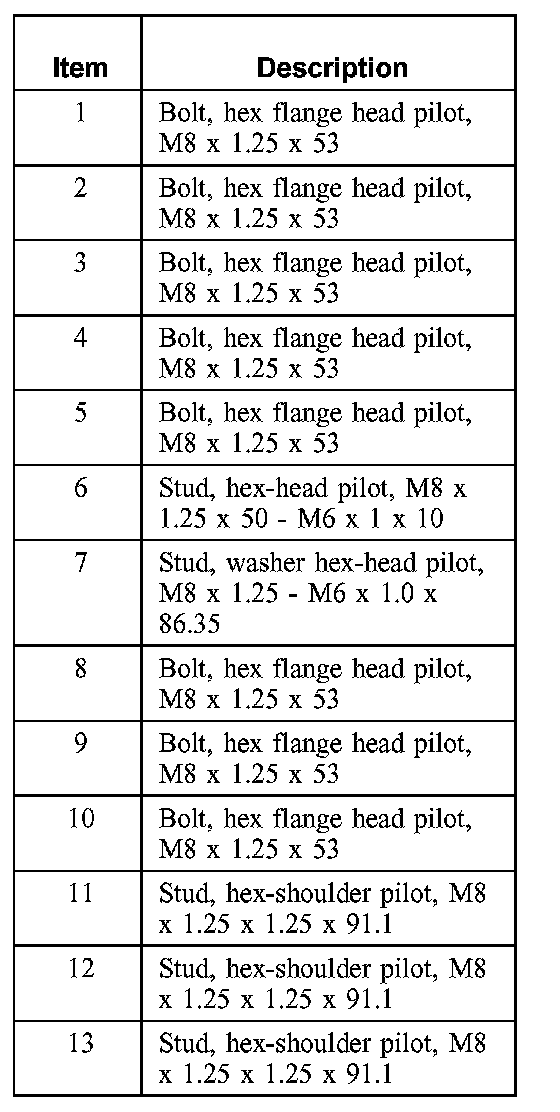 Item Description
1 Bolt, hex flange head pilot,
M8 x 1.25 x 53
2 Bolt, hex flange head pilot,
M8 x 1.25 x 53
3 Bolt, hex flange head pilot,
M8 x 1.25 x 53
4 Bolt, hex flange head pilot,
M8 x 1.25 x 53
5 Bolt, hex flange head pilot,
M8 x 1.25 x 53
6 Stud, hex-head pilot, M8 x
1.25 x 50 - M6 x 1 x 10
7 Stud, washer hex-head pilot,
M8 x 1.25 - M6 x 1.0 x
86.35
8 Bolt, hex flange head pilot,
M8 x 1.25 x 53
9 Bolt, hex flange head pilot,
M8 x 1.25 x 53
10 Bolt, hex flange head pilot,
M8 x 1.25 x 53
11 Stud, hex-shoulder pilot, M8
x 1.25 x 1.25 x 91.1
12 Stud, hex-shoulder pilot, M8
x 1.25 x 1.25 x 91.1
13 Stud, hex-shoulder pilot, M8
x 1.25 x 1.25 x 91.1